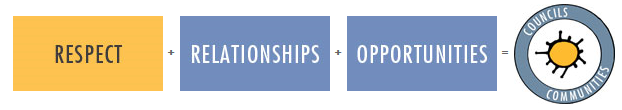 RESPECT + RELATIONSHIPS + OPPORTUNITIES =
COUNCILS
COMMUNITIES